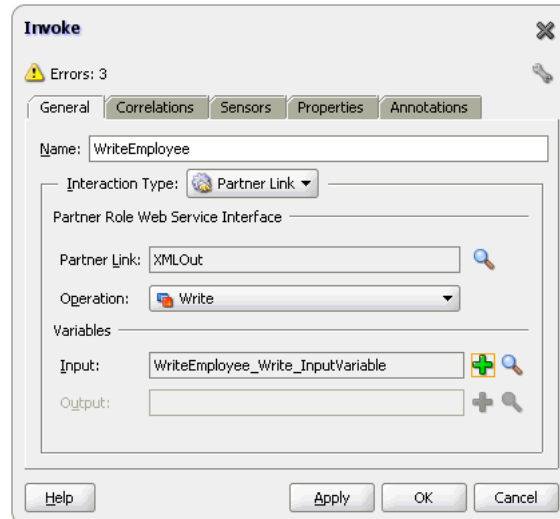 Invoke
Errors: 3
General Correlations Sensors Properties Annotations
Name: WriteEmployee
Interaction Type: Partner Link
Partner Role Web Service Interface
Partner Link: XMLOut
Operation: Write
Variables
Input: WriteEmployee_Write_InputVariable
Output:
Help Apply OK Cancel